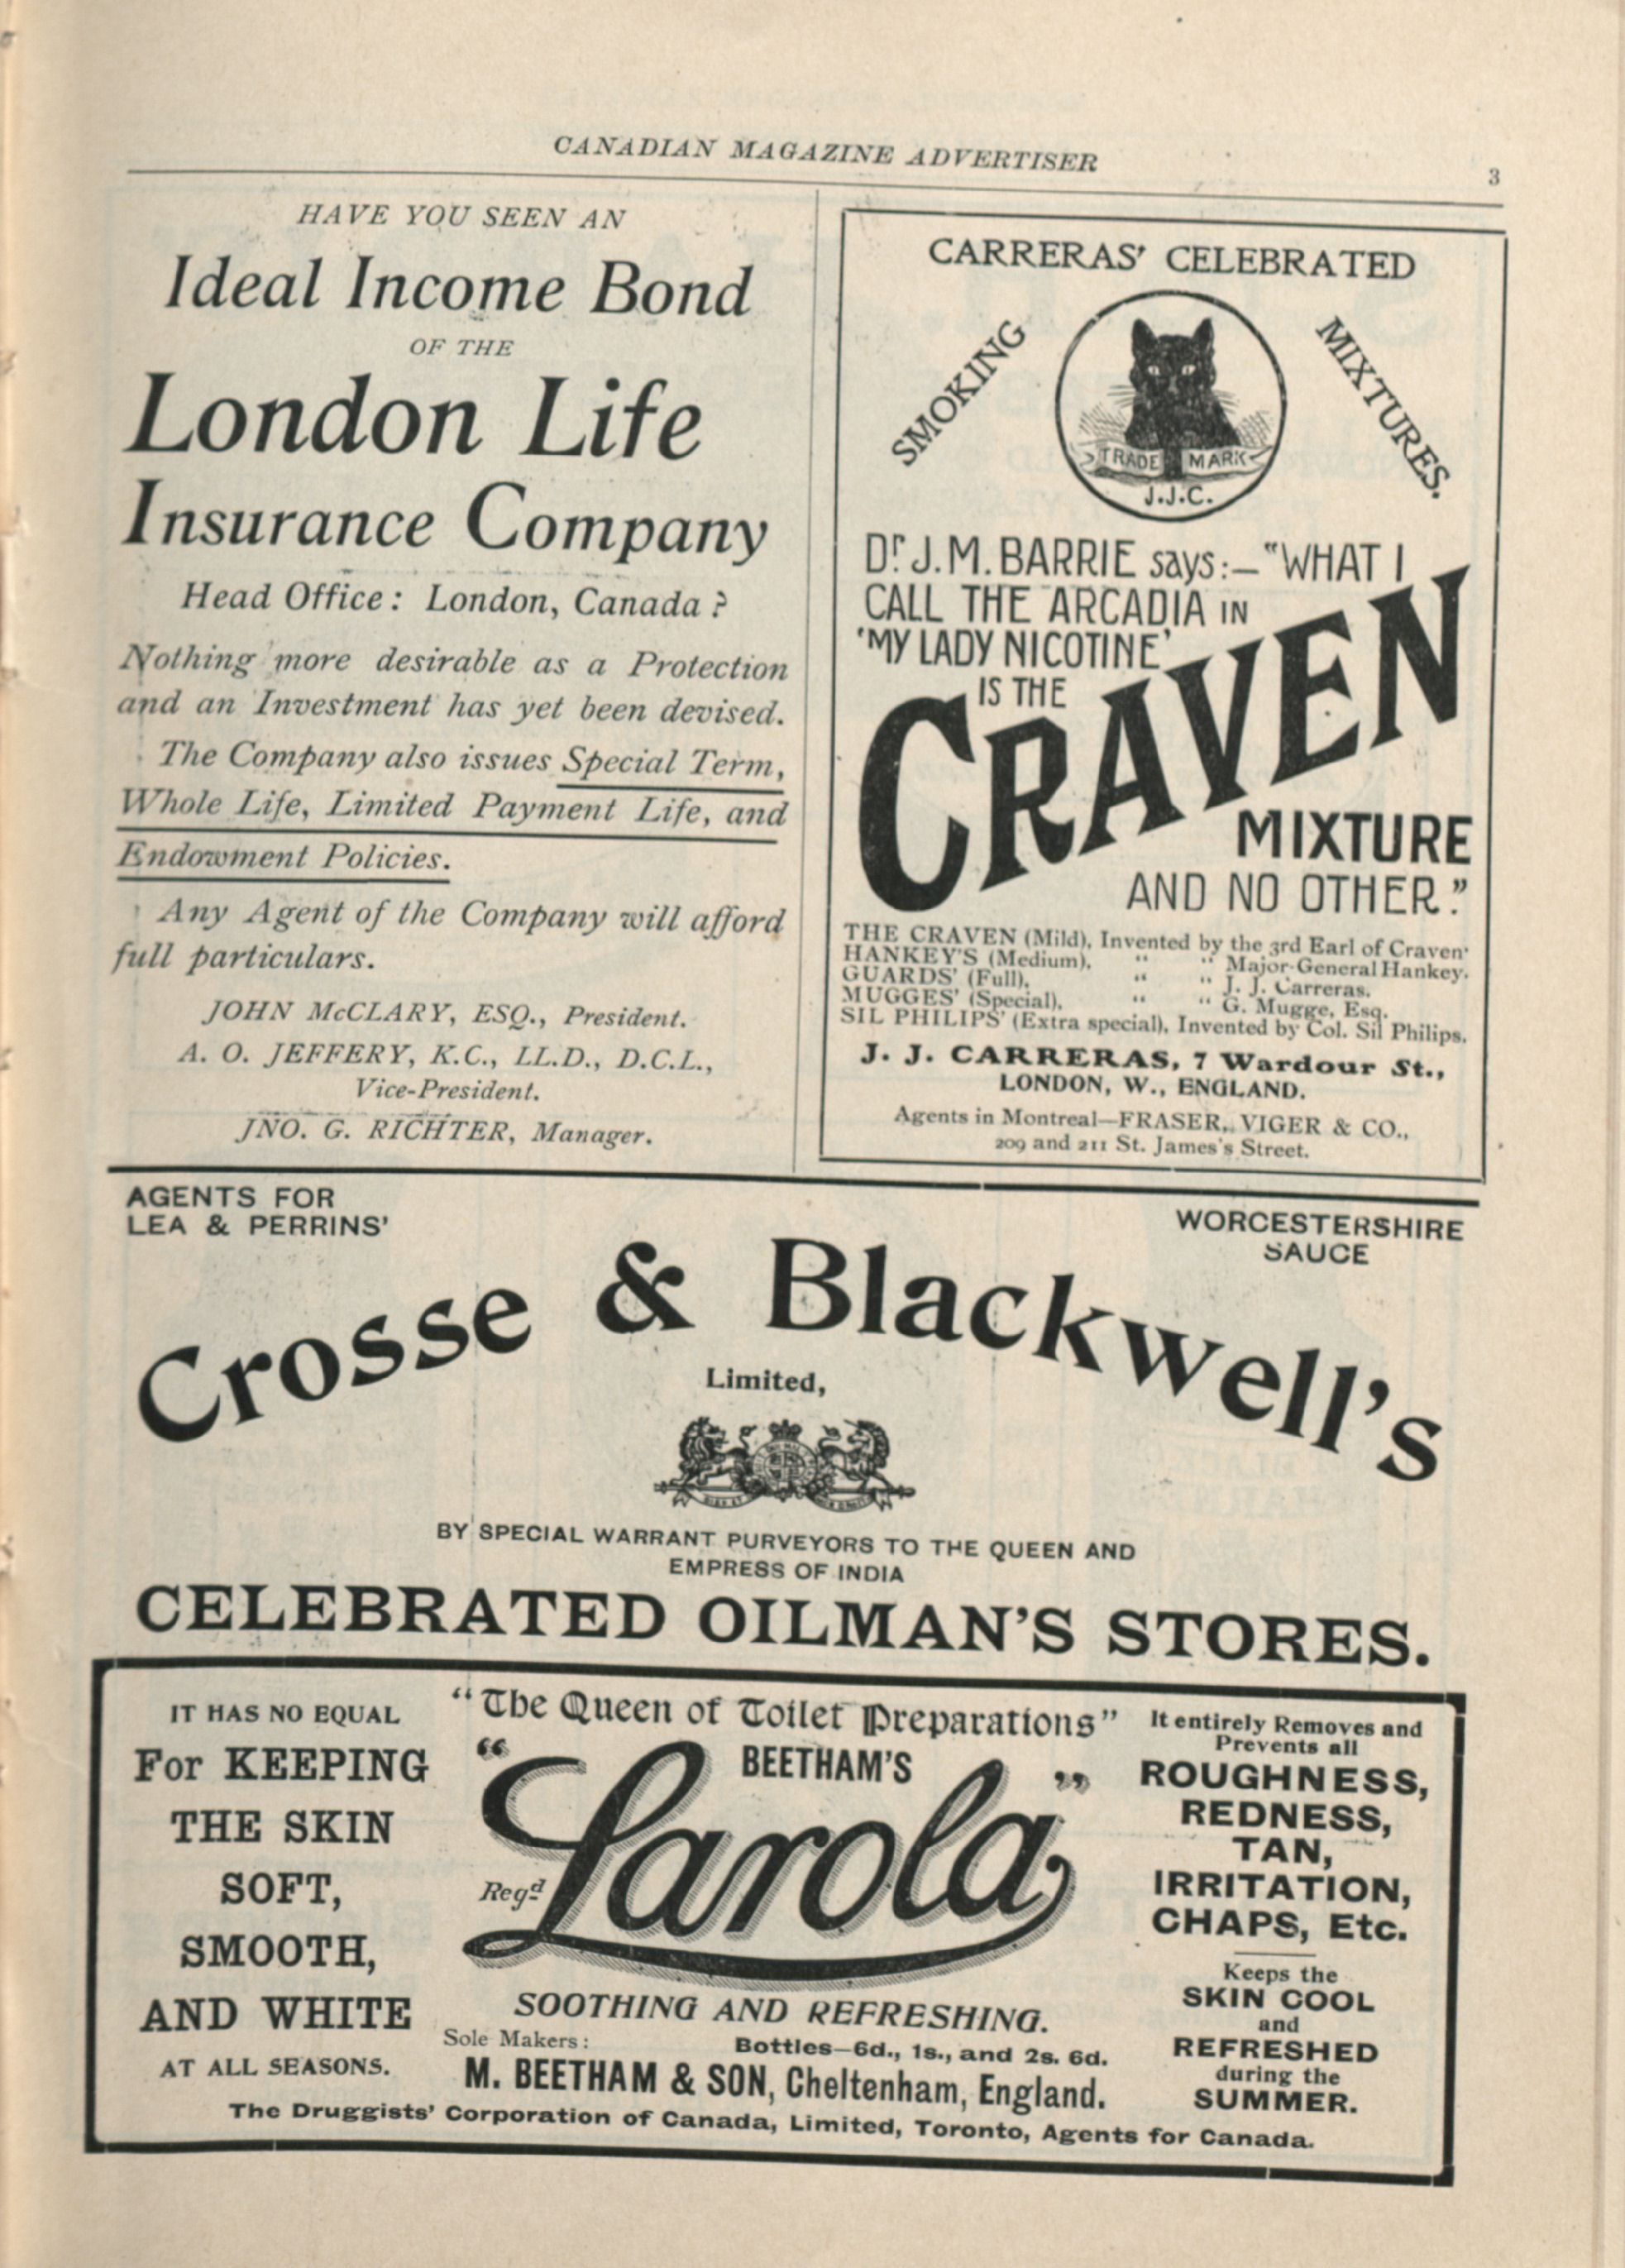 CANADIAN MAGAZINE ADVERTISER
3
HAVE YOU SEEN AN
Ideal Income Bond
OF THE
London Life
Insurance Company
Head Office: London, Canada?
Nothing more desirable as a Protection
and an Investment has yet been devised.
The Company also issues Special Term,
Whole Life, Limited Payment Life, and
Endowment Policies.
Any Agent of the Company will afford
full particulars.
JOHN McCLARY, ESQ., President.
A. O. JEFFERY, K.C., LL.D., D.C.L.,
Vice-President.
JNO. G. RICHTER, Manager.
CARRERAS' CELEBRATED
SMOKING
MIXTURES.
TRADE MARK
J.J.C.
Dr. J.M. BARRIE says:—"WHAT I
CALL THE ARCADIA IN
'MY LADY NICOTINE'
IS THE
CRAVEN
MIXTURE
AND NO OTHER."
THE CRAVEN (Mild), Invented by the 3rd Earl of Craven.
HANKEY'S (Medium), " " Major-General Hankey.
GUARDS' (Full), " " J. J. Carreras.
MUGGES' (Special), " " G. Mugge, Esq.
SIL PHILIPS' (Extra special), Invented by Col. Sil Philips.
J. J. CARRERAS, 7 Wardour St.,
LONDON, W., ENGLAND.
Agents in Montreal—FRASER, VIGER & CO.,
209 and 211 St. James's Street.
AGENTS FOR
LEA & PERRINS'
WORCESTERSHIRE
SAUCE
Crosse & Blackwell's
Limited,
BY SPECIAL WARRANT PURVEYORS TO THE QUEEN AND
EMPRESS OF INDIA
CELEBRATED OILMAN'S STORES.
IT HAS NO EQUAL
For KEEPING
THE SKIN
SOFT,
SMOOTH,
AND WHITE
AT ALL SEASONS.
"The Queen of Toilet Preparations"
BEETHAM'S
"Larola"
Regd
SOOTHING AND REFRESHING.
Sole Makers:
Bottles—6d., 1s., and 2s. 6d.
M. BEETHAM & SON, Cheltenham, England.
It entirely Removes and
Prevents all
ROUGHNESS,
REDNESS,
TAN,
IRRITATION,
CHAPS, Etc.
Keeps the
SKIN COOL
and
REFRESHED
during the
SUMMER.
The Druggists' Corporation of Canada, Limited, Toronto, Agents for Canada.